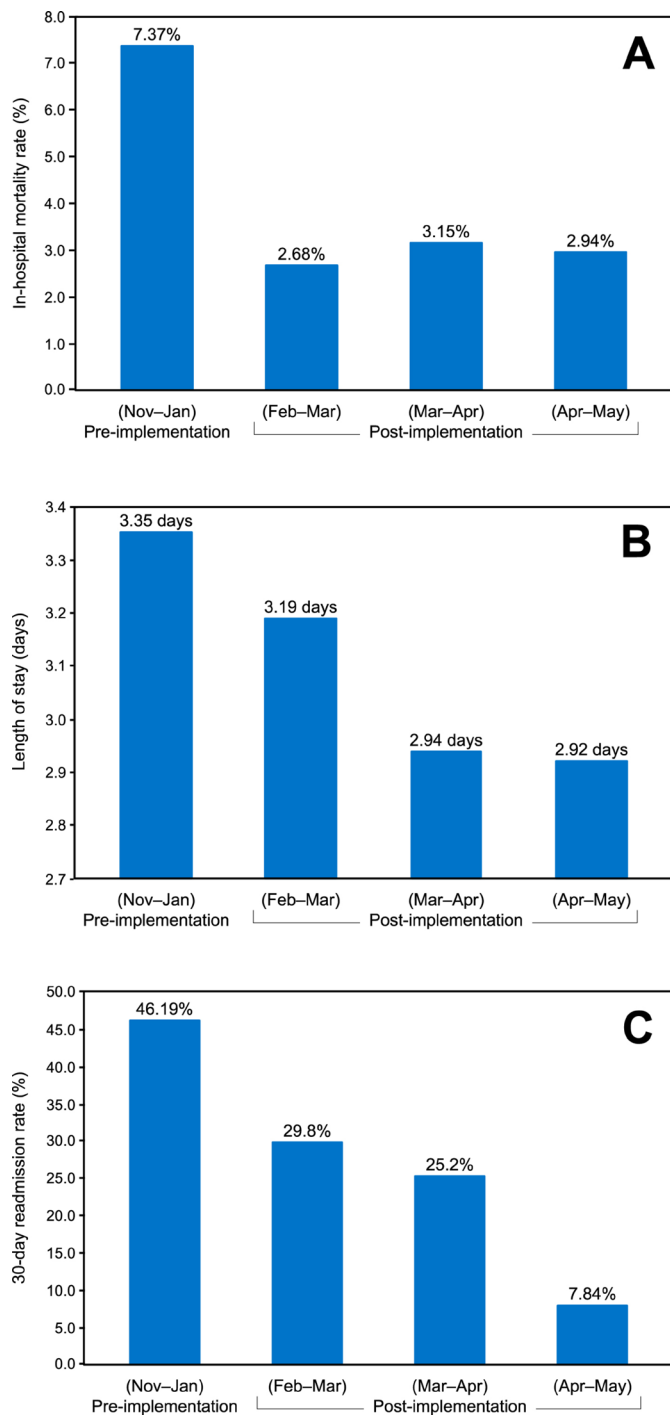 A
In-hospital mortality rate (%)
8.0
7.0
6.0
5.0
4.0
3.0
2.0
1.0
0.0
7.37%
2.68%
3.15%
2.94%
(Nov–Jan) (Feb–Mar) (Mar–Apr) (Apr–May)
Pre-implementation Post-implementation
B
Length of stay (days)
3.4
3.3
3.2
3.1
3.0
2.9
2.8
2.7
3.35 days
3.19 days
2.94 days
2.92 days
(Nov–Jan) (Feb–Mar) (Mar–Apr) (Apr–May)
Pre-implementation Post-implementation
C
30-day readmission rate (%)
50.0
45.0
40.0
35.0
30.0
25.0
20.0
15.0
10.0
5.0
0.0
46.19%
29.8%
25.2%
7.84%
(Nov–Jan) (Feb–Mar) (Mar–Apr) (Apr–May)
Pre-implementation Post-implementation